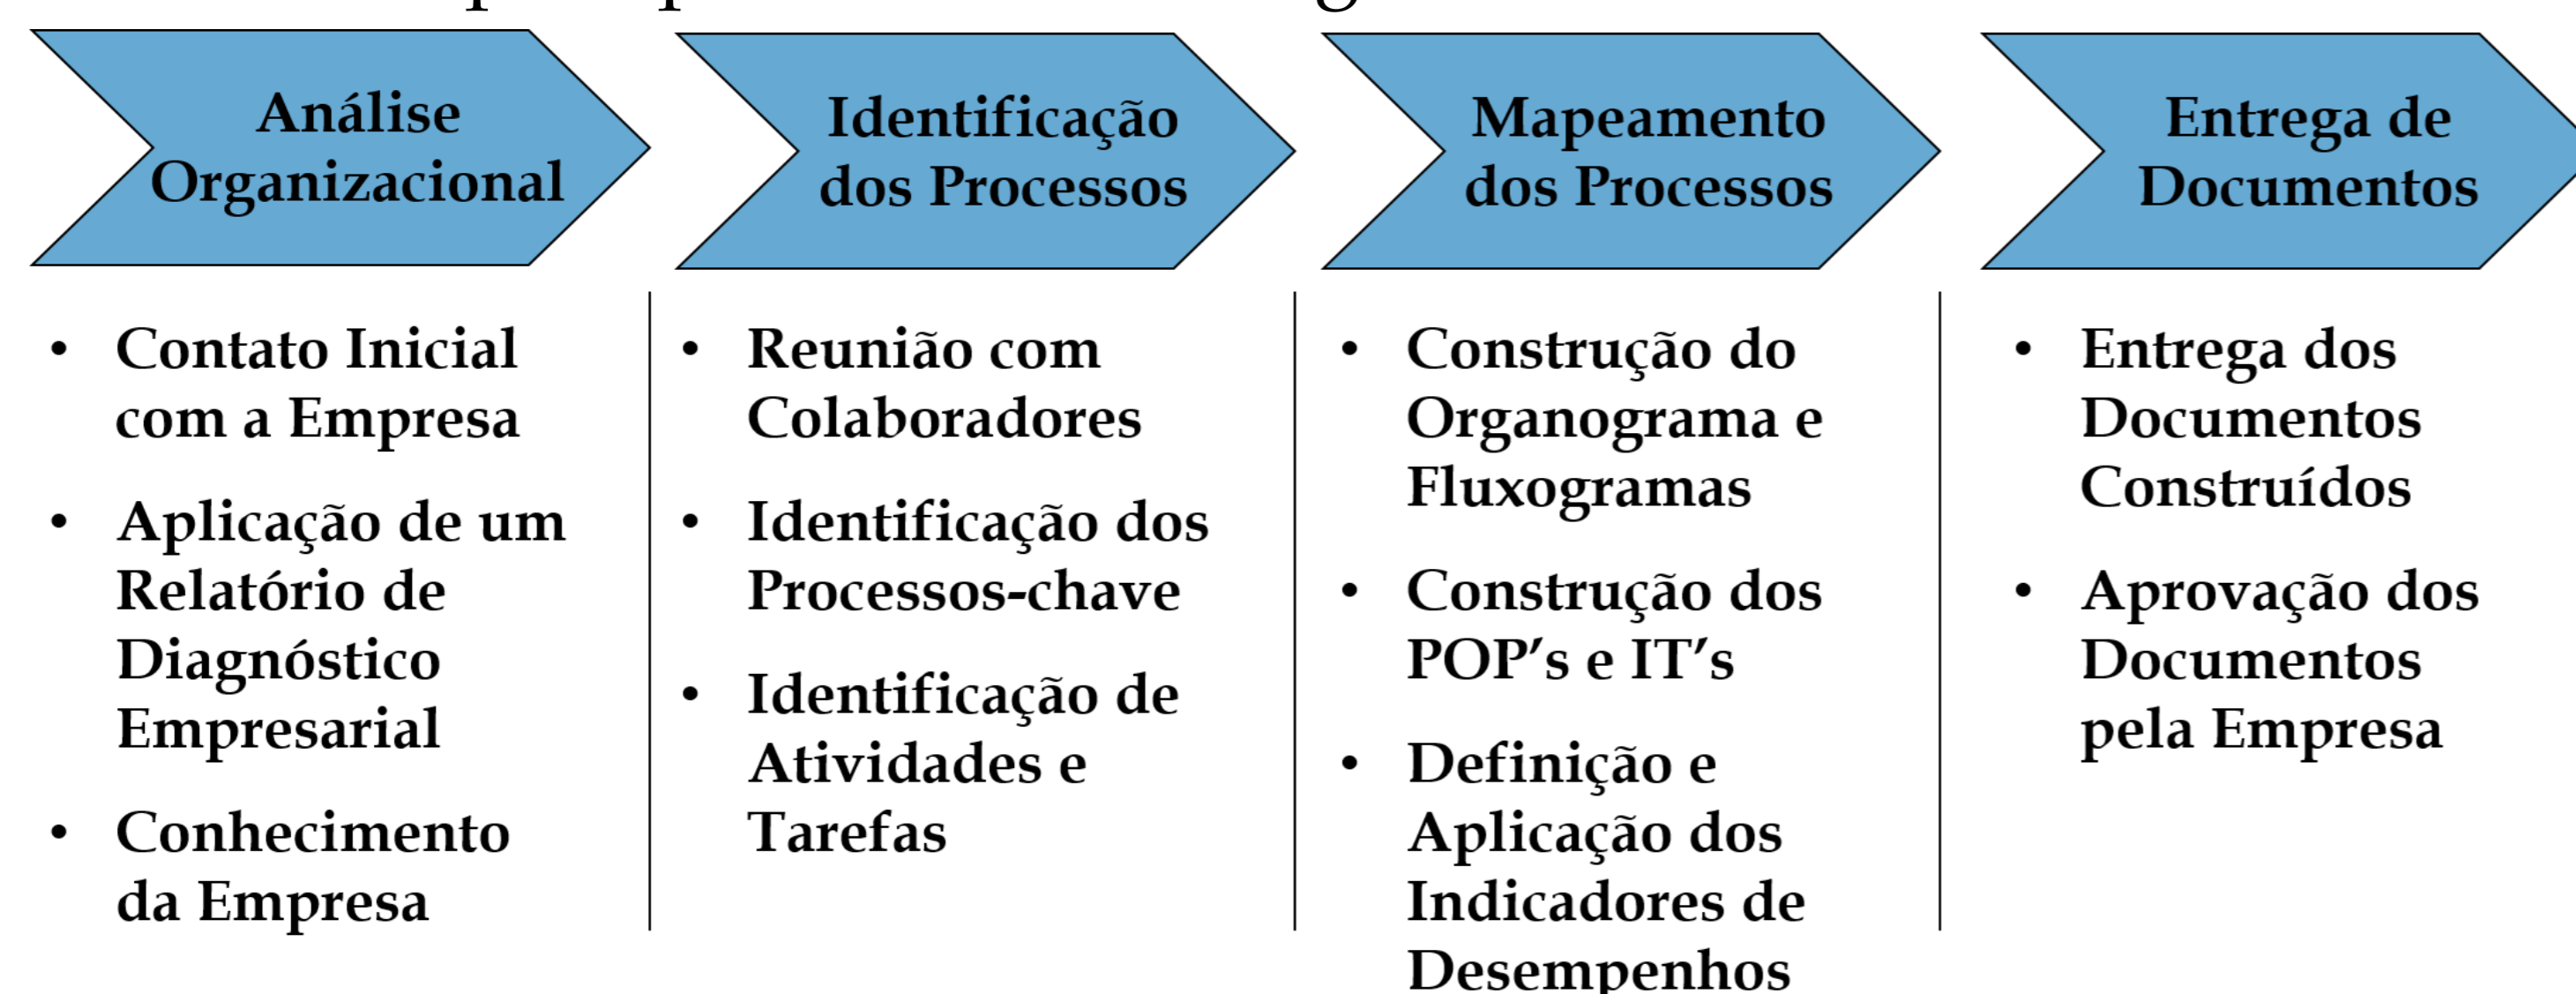 Análise
Organizacional
Identificação
dos Processos
Mapeamento
dos Processos
Entrega de
Documentos
• Contato Inicial
com a Empresa
• Aplicação de um
Relatório de
Diagnóstico
Empresarial
• Conhecimento
da Empresa
• Reunião com
Colaboradores
• Identificação dos
Processos-chave
• Identificação de
Atividades e
Tarefas
• Construção do
Organograma e
Fluxogramas
• Construção dos
POP’s e IT’s
• Definição e
Aplicação dos
Indicadores de
Desempenhos
• Entrega dos
Documentos
Construídos
• Aprovação dos
Documentos
pela Empresa